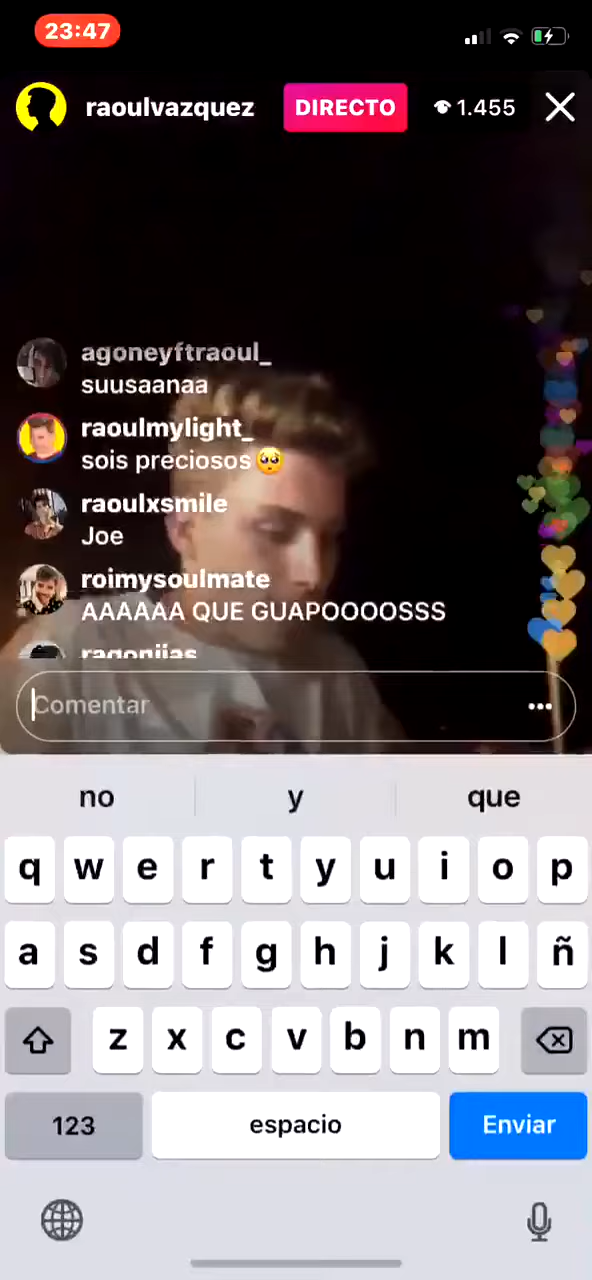 23:47
raoulvazquez DIRECTO 1.455
agoneyftraoul_
suusaanaa
raoulmylight_
sois preciosos🥺
raoulxsmile
Joe
roimysoulmate
AAAAAA QUE GUAPOOOOSSS
ragoniias
Comentar
no y que
q w e r t y u i o p
a s d f g h j k l ñ
z x c v b n m
123 espacio Enviar